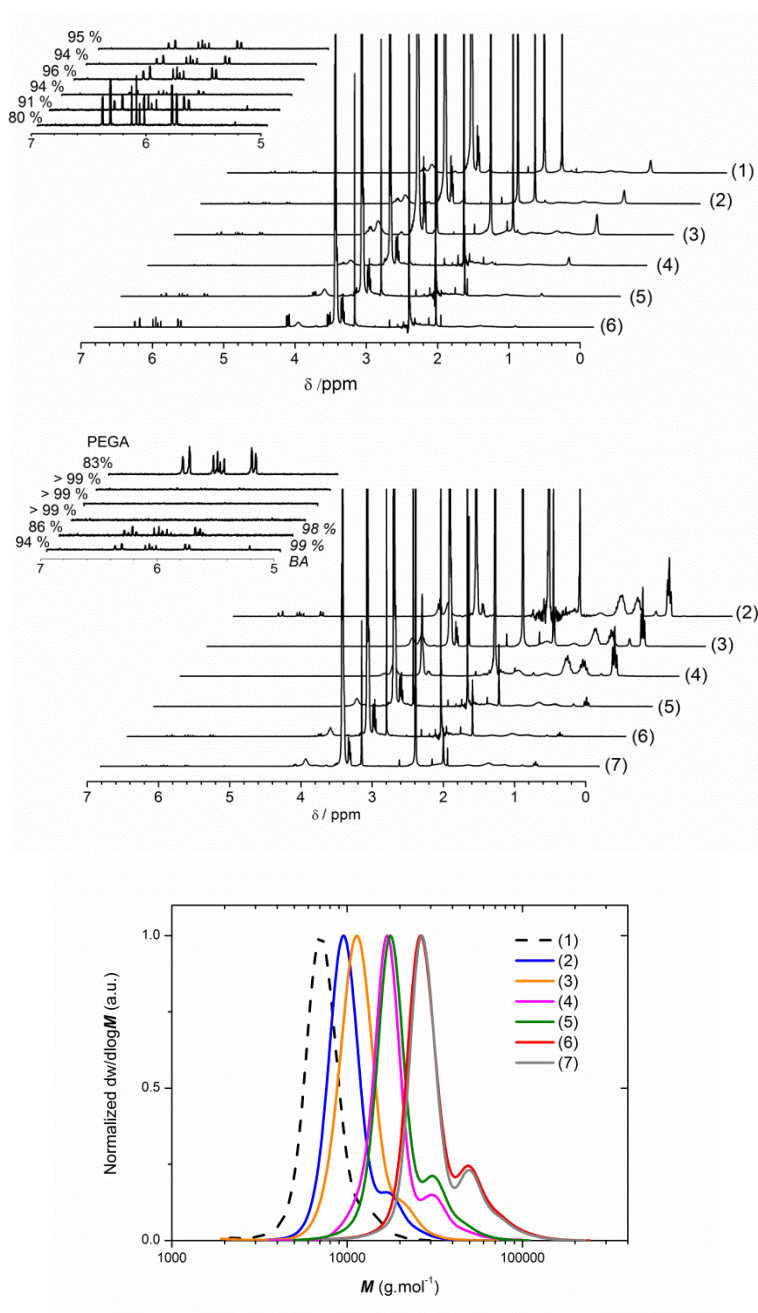 95 %
94 %
96 %
94 %
91 %
80 %
7 6 5
(1)
(2)
(3)
(4)
(5)
(6)
7 6 5 4 3 2 1 0
δ /ppm
PEGA
83%
> 99 %
> 99 %
> 99 %
86 % 98 %
94 % 99 %
7 6 5 BA
(2)
(3)
(4)
(5)
(6)
(7)
7 6 5 4 3 2 1 0
δ / ppm
Normalized dw/dlogM (a.u.)
1.0
0.5
0.0
(1)
(2)
(3)
(4)
(5)
(6)
(7)
1000 10000 100000
M (g.mol⁻¹)